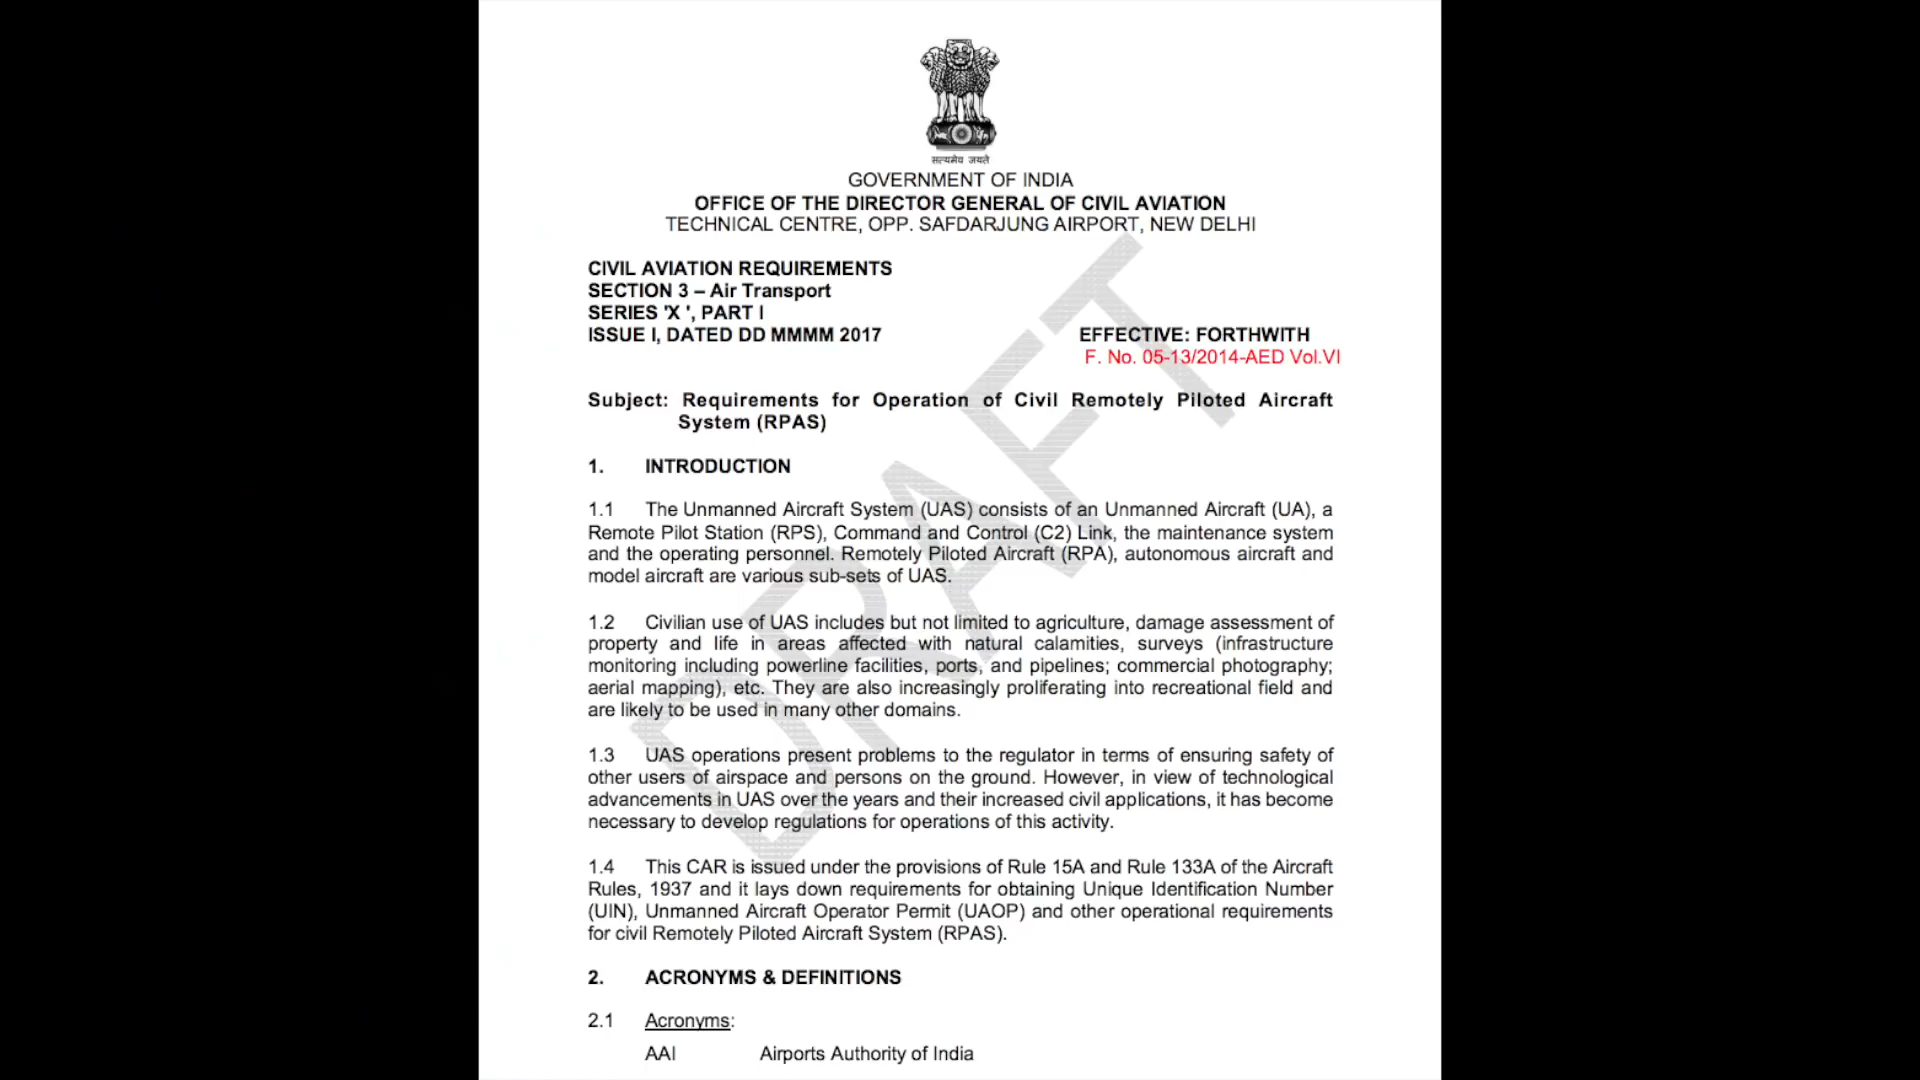 सत्यमेव जयते
GOVERNMENT OF INDIA
OFFICE OF THE DIRECTOR GENERAL OF CIVIL AVIATION
TECHNICAL CENTRE, OPP. SAFDARJUNG AIRPORT, NEW DELHI
CIVIL AVIATION REQUIREMENTS
SECTION 3 – Air Transport
SERIES 'X ', PART I
ISSUE I, DATED DD MMMM 2017 EFFECTIVE: FORTHWITH
F. No. 05-13/2014-AED Vol.VI
Subject: Requirements for Operation of Civil Remotely Piloted Aircraft
System (RPAS)
1. INTRODUCTION
1.1 The Unmanned Aircraft System (UAS) consists of an Unmanned Aircraft (UA), a
Remote Pilot Station (RPS), Command and Control (C2) Link, the maintenance system
and the operating personnel. Remotely Piloted Aircraft (RPA), autonomous aircraft and
model aircraft are various sub-sets of UAS.
1.2 Civilian use of UAS includes but not limited to agriculture, damage assessment of
property and life in areas affected with natural calamities, surveys (infrastructure
monitoring including powerline facilities, ports, and pipelines; commercial photography;
aerial mapping), etc. They are also increasingly proliferating into recreational field and
are likely to be used in many other domains.
1.3 UAS operations present problems to the regulator in terms of ensuring safety of
other users of airspace and persons on the ground. However, in view of technological
advancements in UAS over the years and their increased civil applications, it has become
necessary to develop regulations for operations of this activity.
1.4 This CAR is issued under the provisions of Rule 15A and Rule 133A of the Aircraft
Rules, 1937 and it lays down requirements for obtaining Unique Identification Number
(UIN), Unmanned Aircraft Operator Permit (UAOP) and other operational requirements
for civil Remotely Piloted Aircraft System (RPAS).
2. ACRONYMS & DEFINITIONS
2.1 Acronyms:
AAI Airports Authority of India
DRAFT